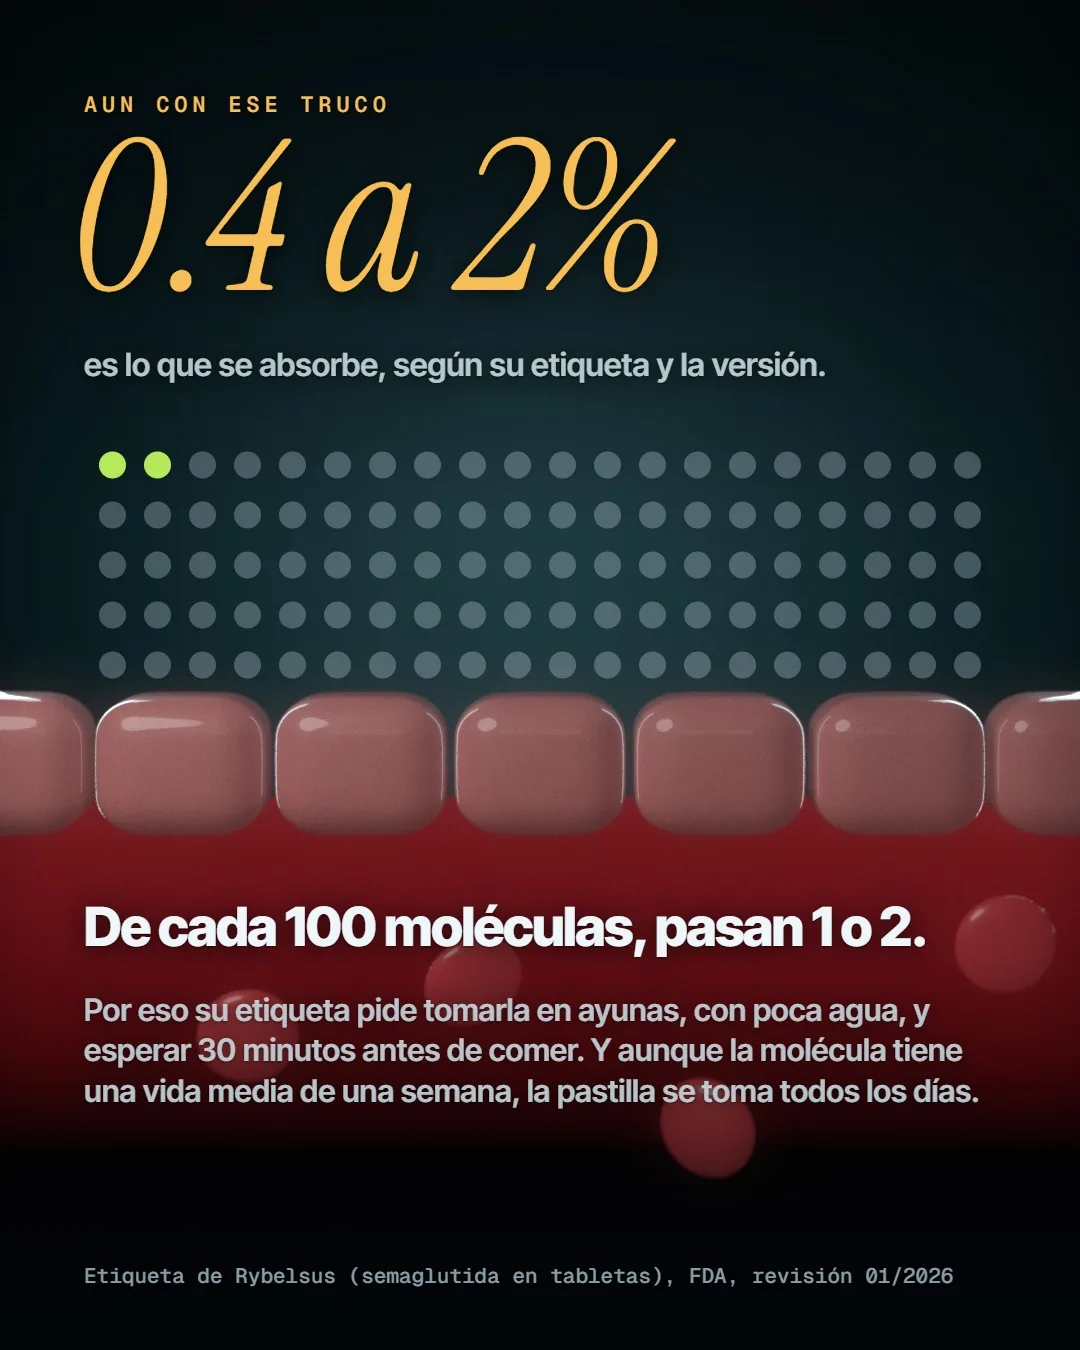 AUN CON ESE TRUCO
0.4 a 2%
es lo que se absorbe, según su etiqueta y la versión.
De cada 100 moléculas, pasan 1 o 2.
Por eso su etiqueta pide tomarla en ayunas, con poca agua, y
esperar 30 minutos antes de comer. Y aunque la molécula tiene
una vida media de una semana, la pastilla se toma todos los días.
Etiqueta de Rybelsus (semaglutida en tabletas), FDA, revisión 01/2026